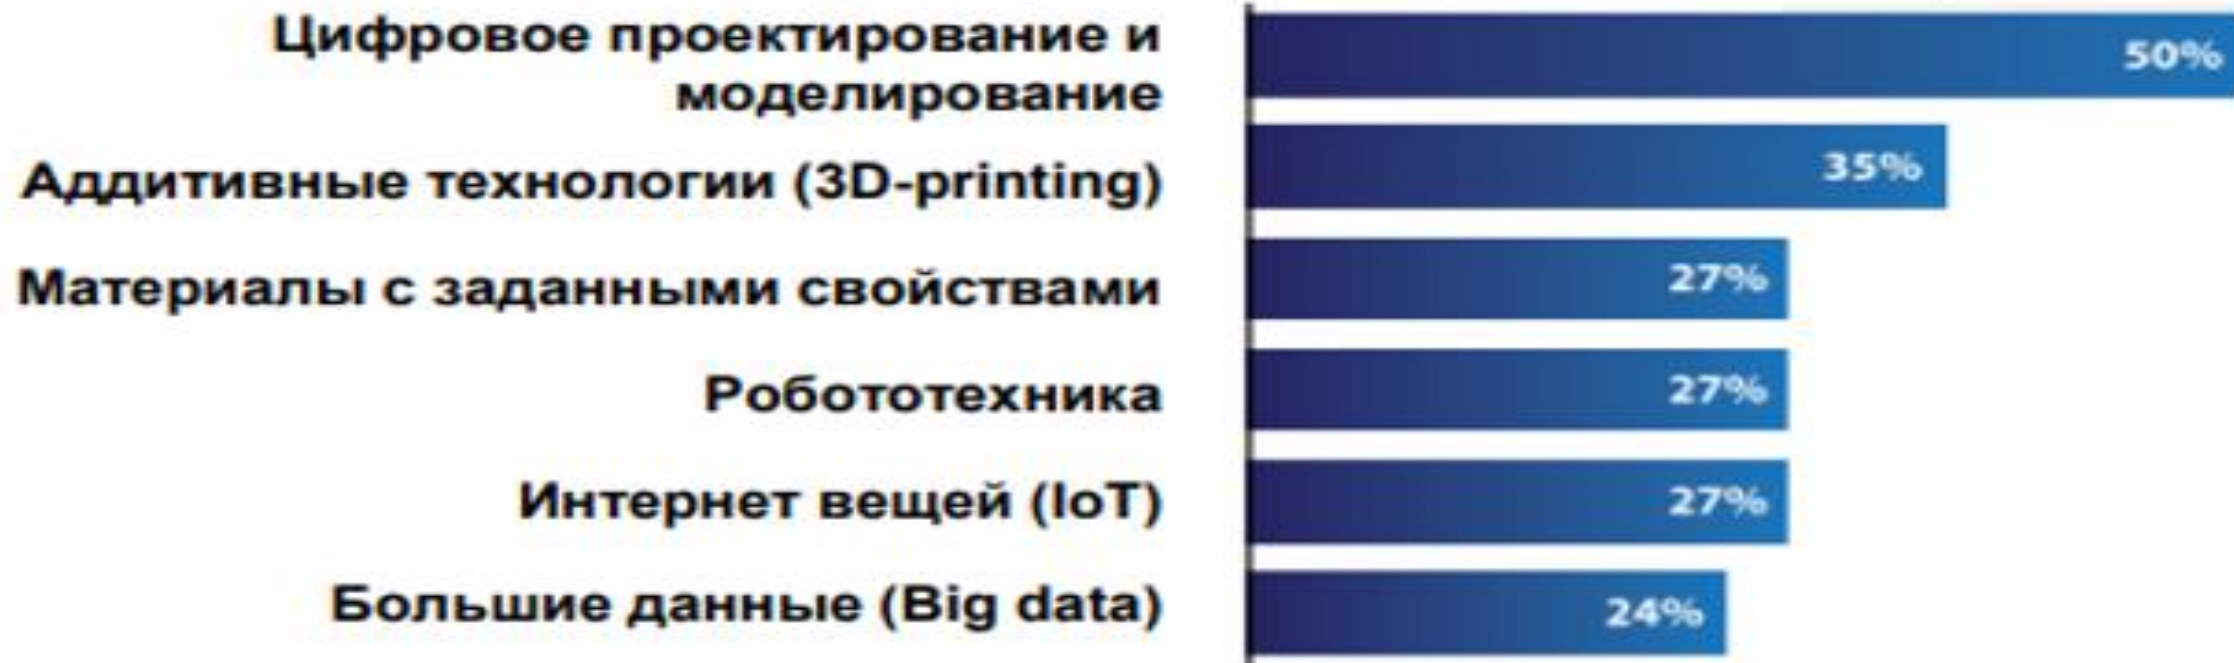 Цифровое проектирование и
моделирование
50%
Аддитивные технологии (3D-printing)
35%
Материалы с заданными свойствами
27%
Робототехника
27%
Интернет вещей (IoT)
27%
Большие данные (Big data)
24%